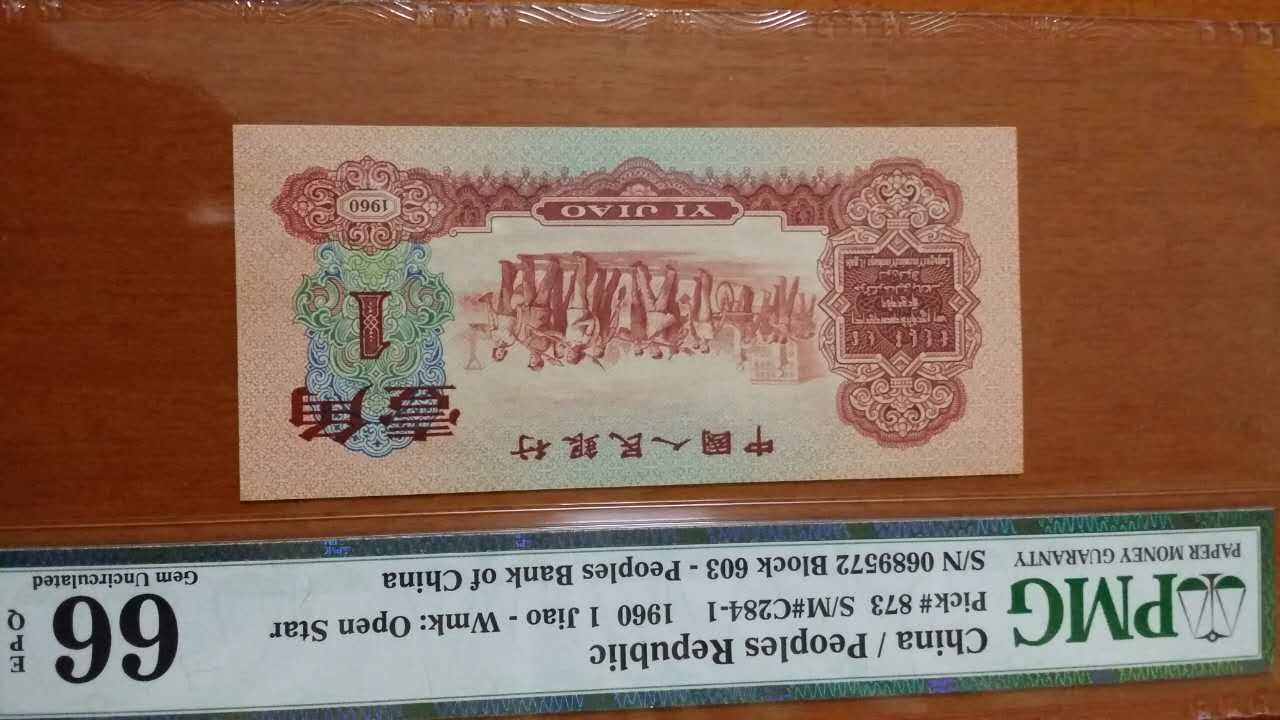 PMG
PAPER MONEY GUARANTY
China / Peoples Republic
Pick# 873 S/M#C284-1 1960 1 Jiao - Wmk: Open Star
S/N 0689572 Block 603 - Peoples Bank of China
66
EPQ
Gem Uncirculated
中國人民銀行
壹角
1
YI JIAO
1960